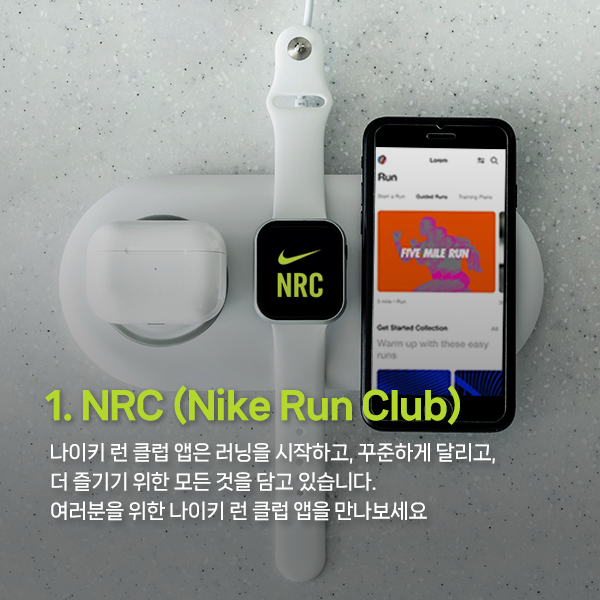 NRC
Lorem
Run
Start a Run Guided Runs Training Plans
FIVE MILE RUN
5 mile I Run
Get Started Collection All
Warm up with these easy
runs
1. NRC (Nike Run Club)
나이키 런 클럽 앱은 러닝을 시작하고, 꾸준하게 달리고,
더 즐기기 위한 모든 것을 담고 있습니다.
여러분을 위한 나이키 런 클럽 앱을 만나보세요